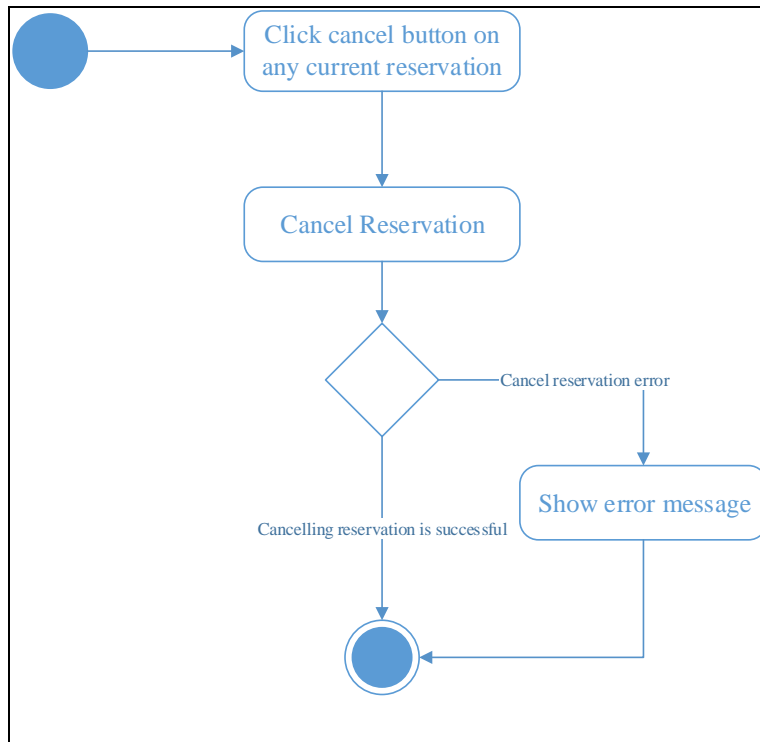 Click cancel button on
any current reservation
Cancel Reservation
Cancel reservation error
Show error message
Cancelling reservation is successful